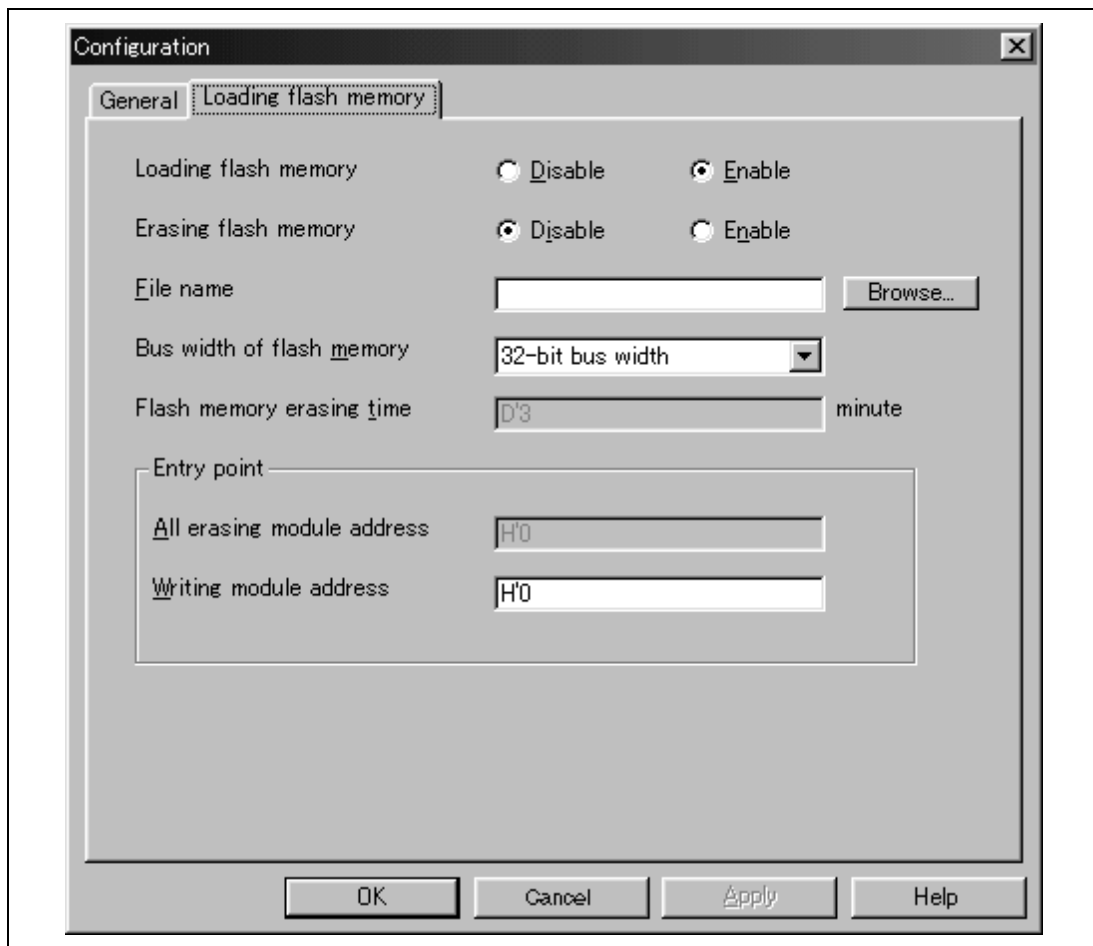 Configuration
General Loading flash memory
Loading flash memory Disable Enable
Erasing flash memory Disable Enable
File name Browse...
Bus width of flash memory 32-bit bus width
Flash memory erasing time D'3 minute
Entry point
All erasing module address H'0
Writing module address H'0
OK Cancel Apply Help